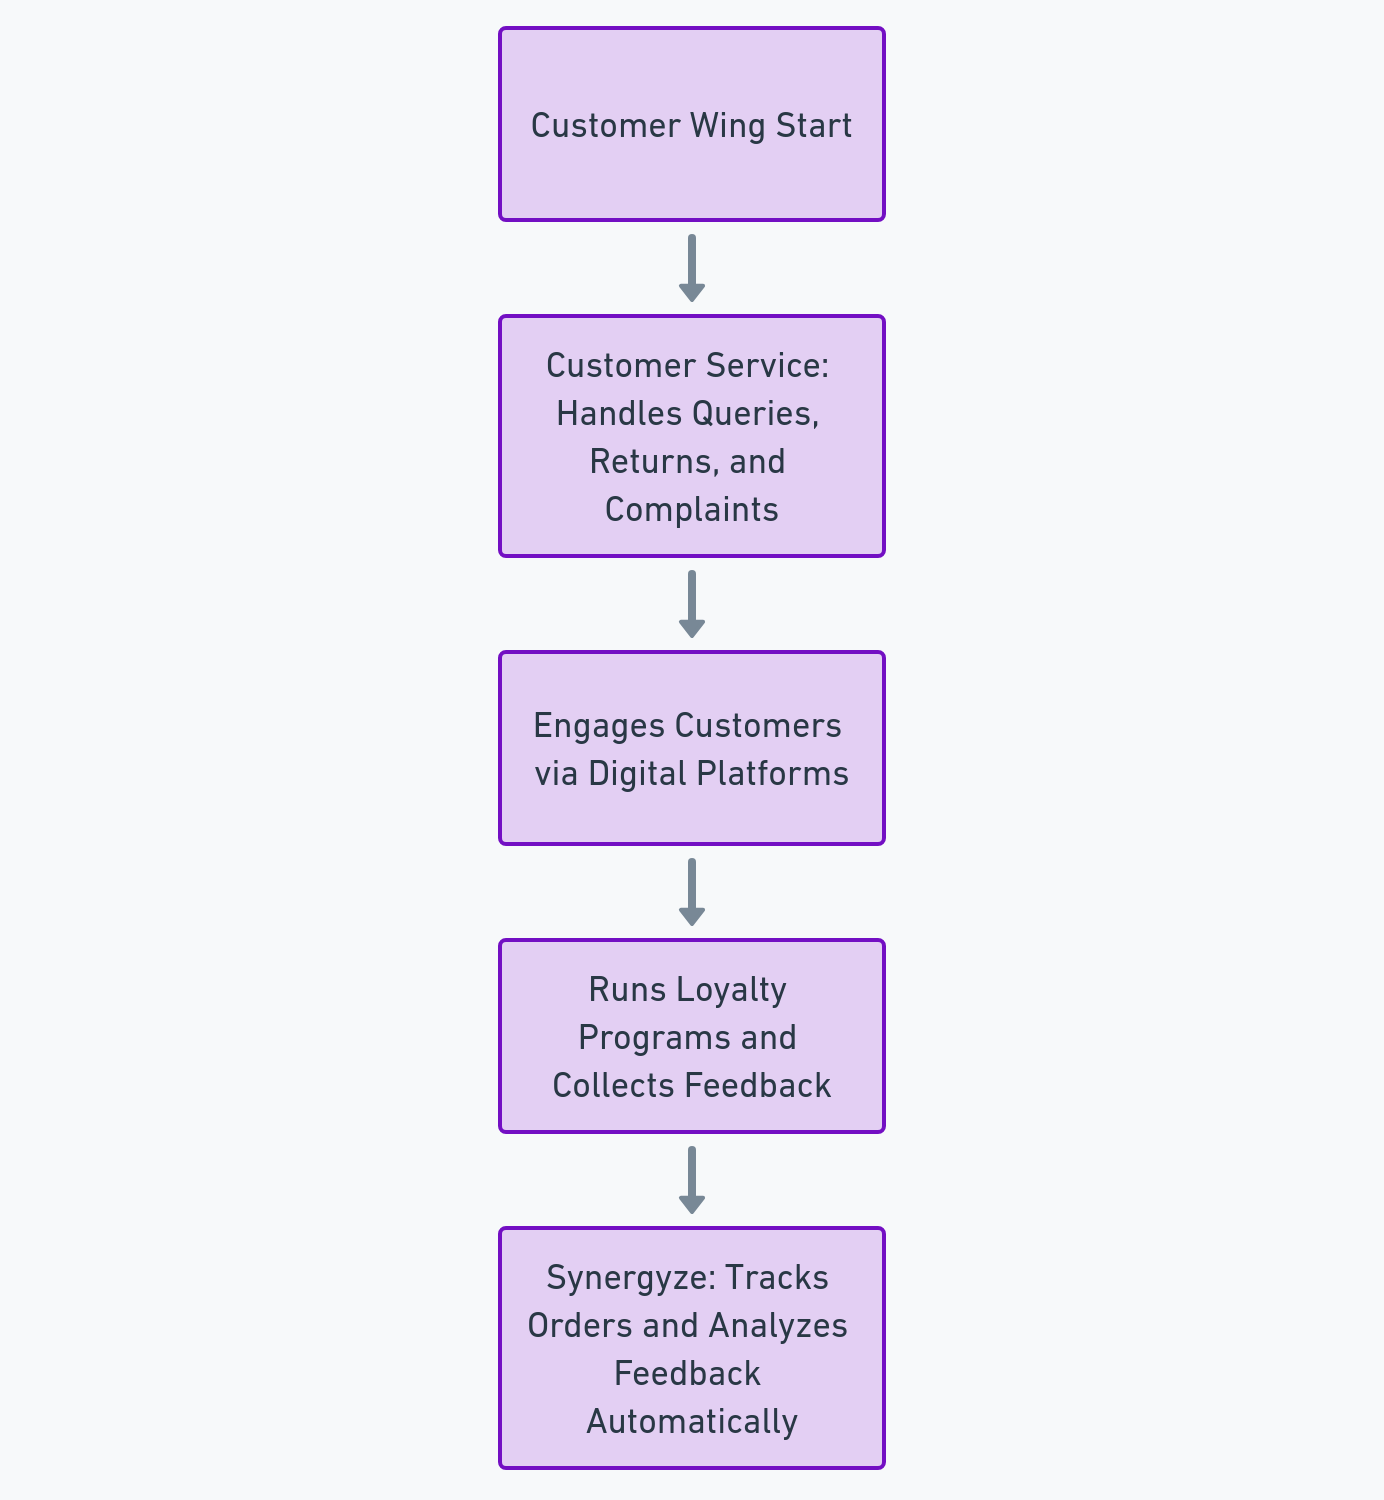 Customer Wing Start
Customer Service:
Handles Queries,
Returns, and
Complaints
Engages Customers
via Digital Platforms
Runs Loyalty
Programs and
Collects Feedback
Synergyze: Tracks
Orders and Analyzes
Feedback
Automatically